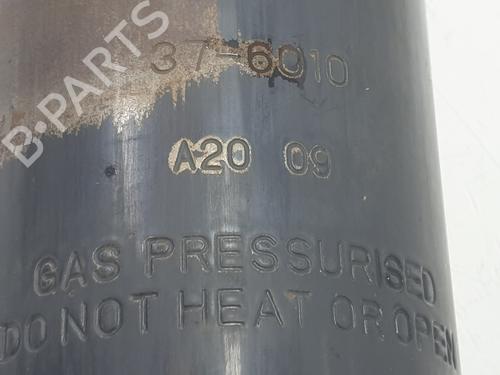 37-6010
A20 09
GAS PRESSURISED
DO NOT HEAT OR OPEN
B-PARTS